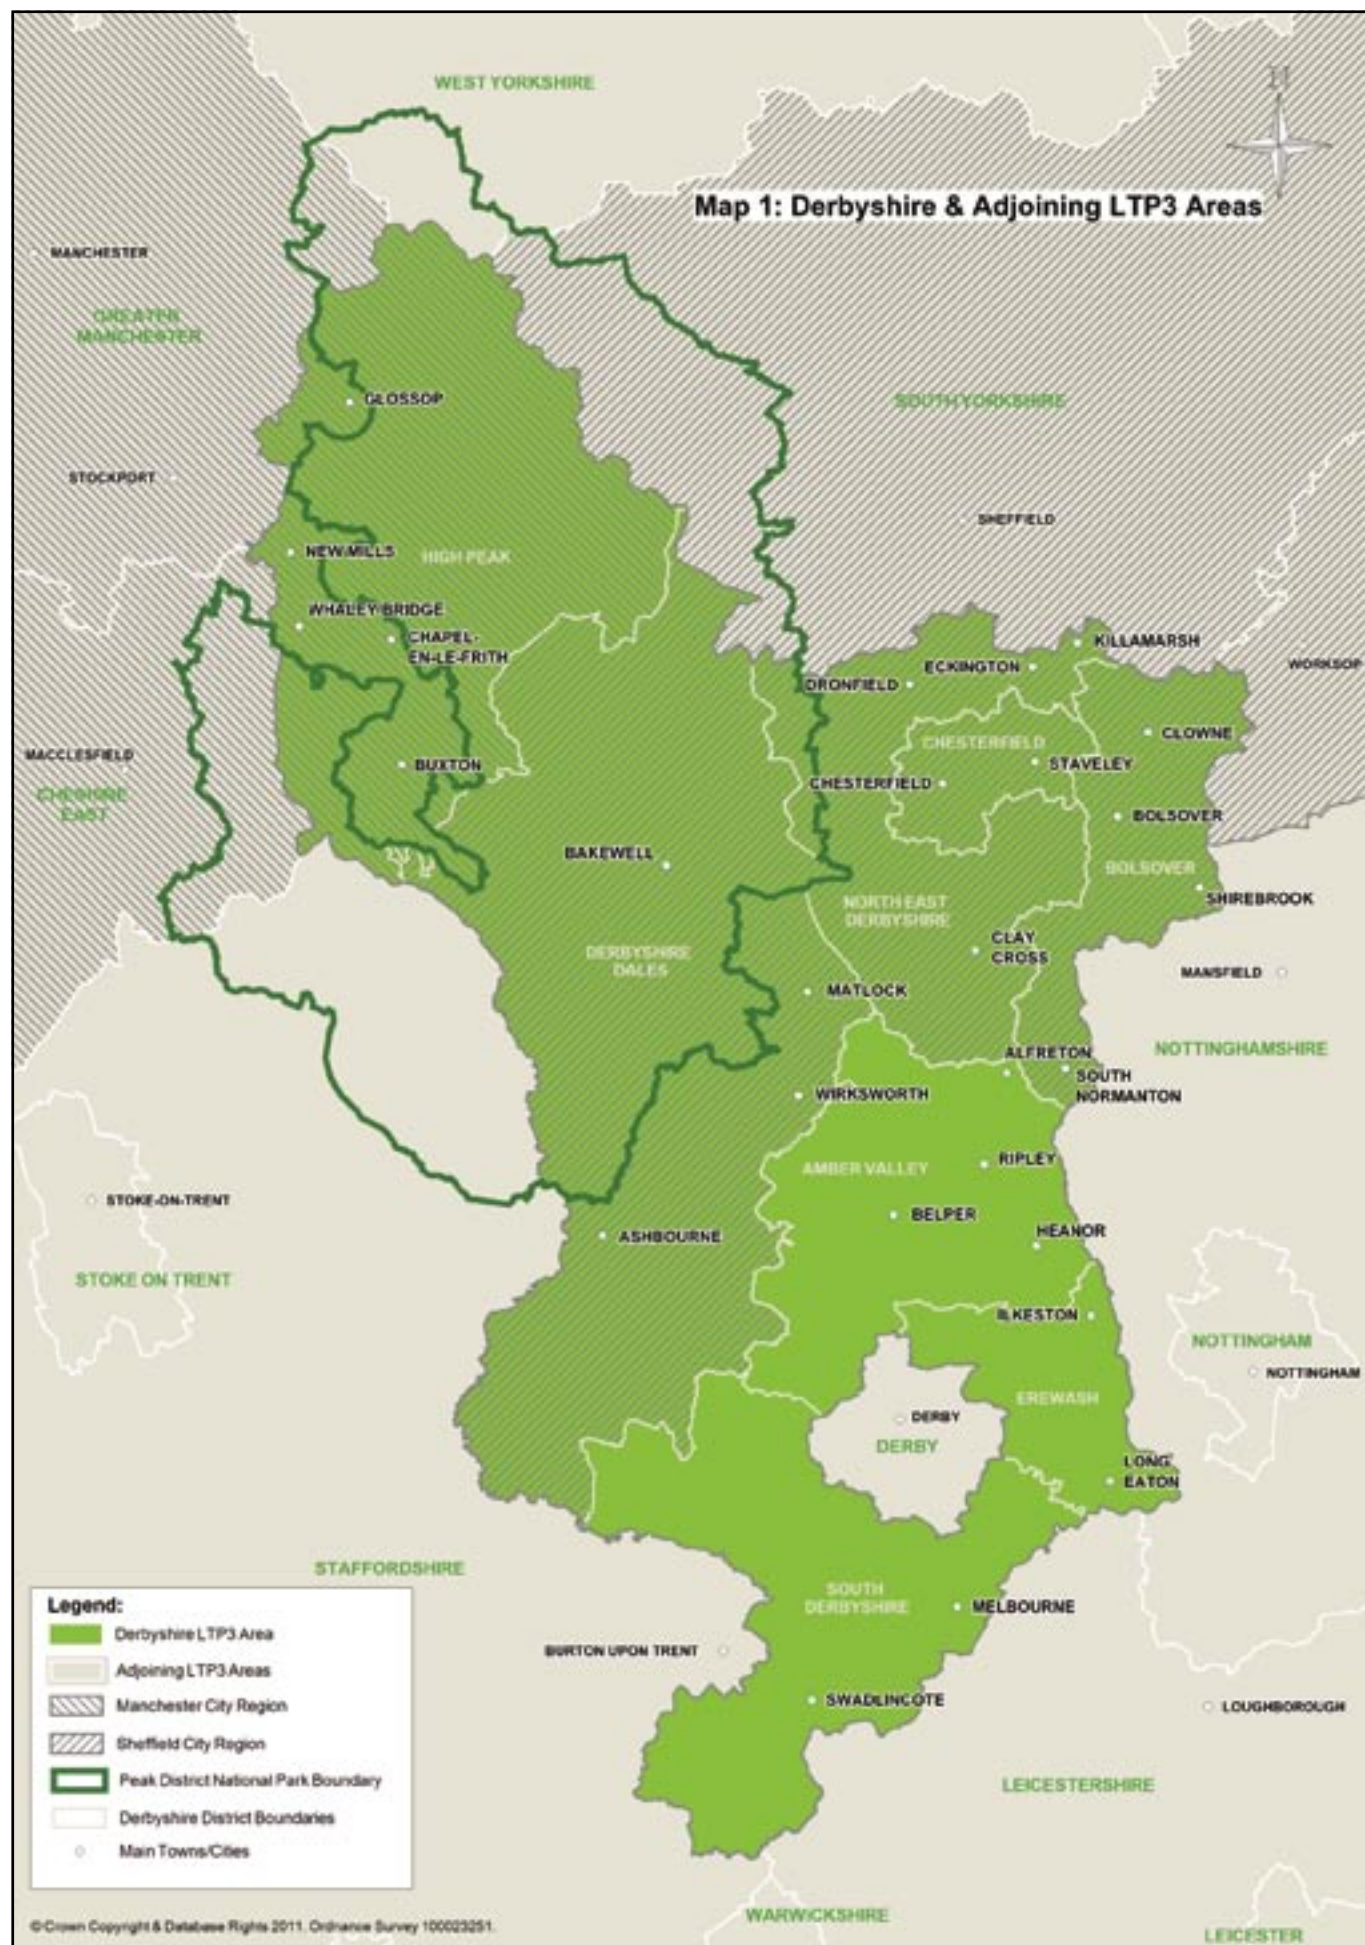 WEST YORKSHIRE
N
Map 1: Derbyshire & Adjoining LTP3 Areas
MANCHESTER
GREATER
MANCHESTER
GLOSSOP
SOUTH YORKSHIRE
STOCKPORT
SHEFFIELD
NEW MILLS
HIGH PEAK
WHALEY BRIDGE
CHAPEL-
EN-LE-FRITH
KILLAMARSH
ECKINGTON
WORKSOP
DRONFIELD
CLOWNE
CHESTERFIELD
STAVELEY
MACCLESFIELD
BUXTON
CHESTERFIELD
CHESHIRE
EAST
BOLSOVER
BAKEWELL
BOLSOVER
SHIREBROOK
NORTH EAST
DERBYSHIRE
CLAY
CROSS
DERBYSHIRE
DALES
MANSFIELD
MATLOCK
ALFRETON
NOTTINGHAMSHIRE
SOUTH
NORMANTON
WIRKSWORTH
AMBER VALLEY
RIPLEY
STOKE-ON-TRENT
BELPER
HEANOR
ASHBOURNE
STOKE ON TRENT
ILKESTON
NOTTINGHAM
NOTTINGHAM
EREWASH
DERBY
DERBY
LONG
EATON
STAFFORDSHIRE
SOUTH
DERBYSHIRE
MELBOURNE
BURTON UPON TRENT
SWADLINCOTE
LOUGHBOROUGH
LEICESTERSHIRE
Legend:
Derbyshire LTP3 Area
Adjoining LTP3 Areas
Manchester City Region
Sheffield City Region
Peak District National Park Boundary
Derbyshire District Boundaries
Main Towns/Cities
WARWICKSHIRE
LEICESTER
© Crown Copyright & Database Rights 2011. Ordnance Survey 100023251.